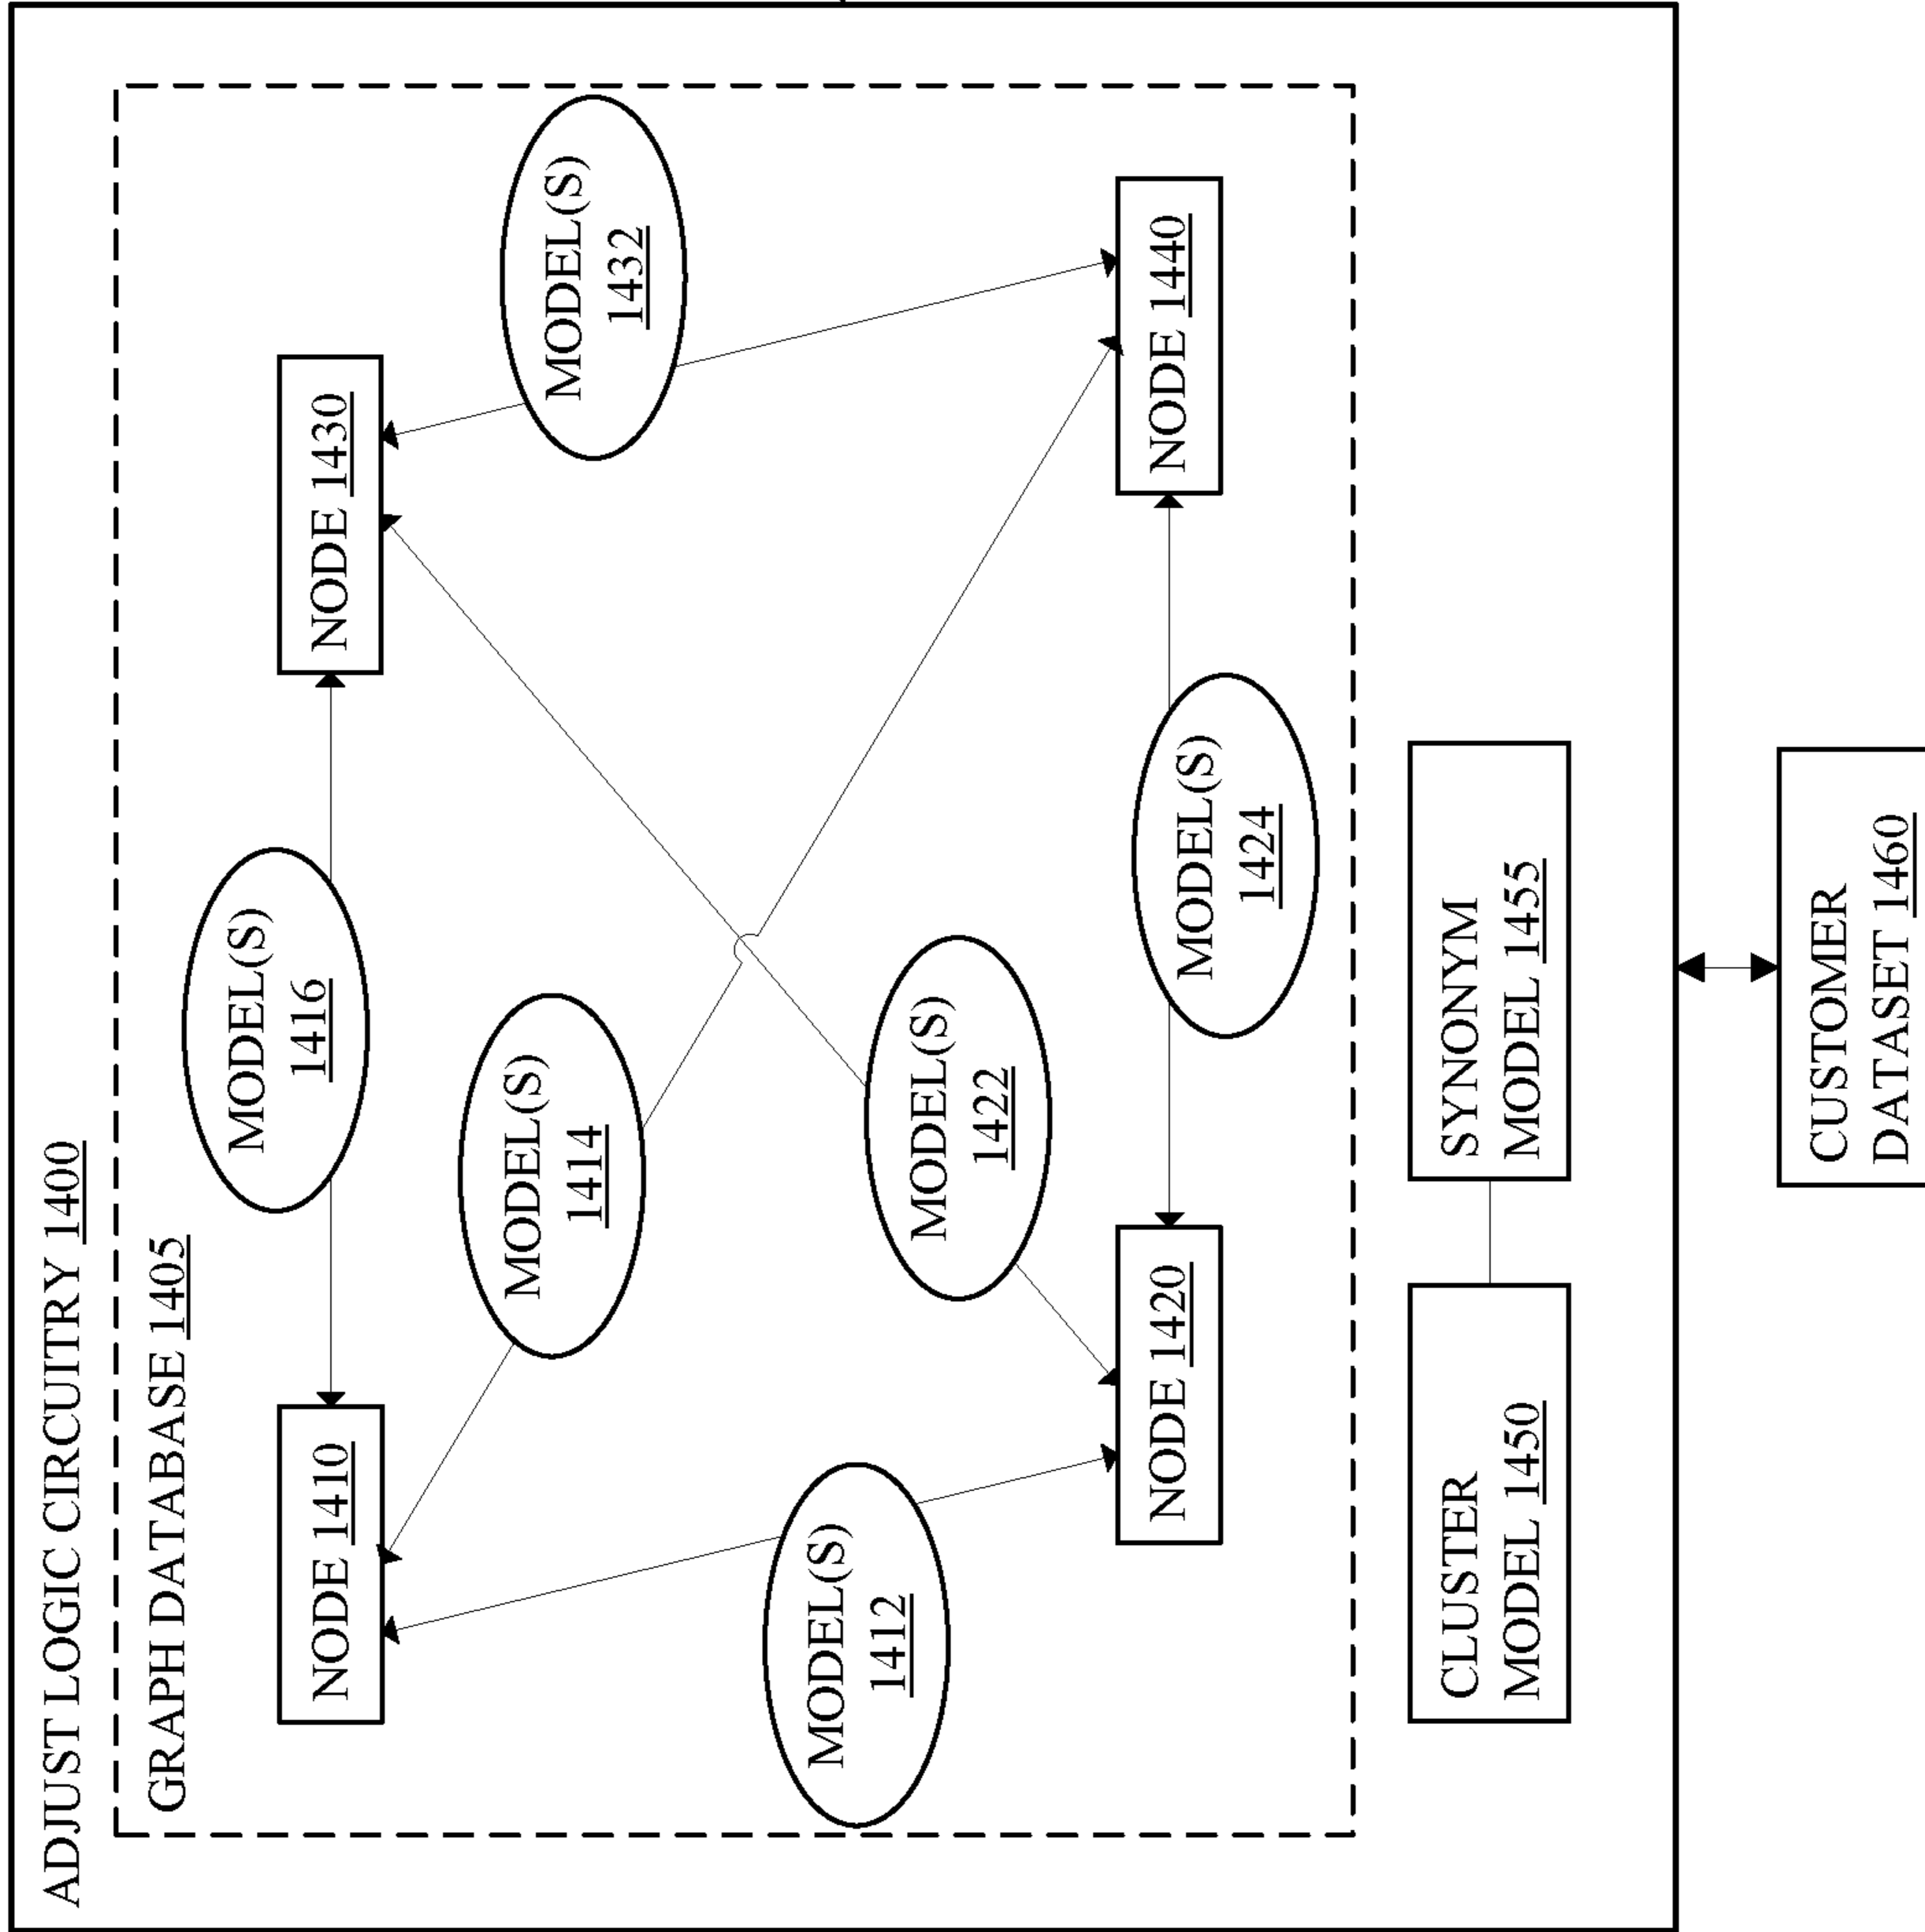 ADJUST LOGIC CIRCUITRY 1400
GRAPH DATABASE 1405
MODEL(S)
1416
NODE 1410
NODE 1430
MODEL(S)
1414
MODEL(S)
1432
MODEL(S)
1412
MODEL(S)
1422
NODE 1420
NODE 1440
MODEL(S)
1424
CLUSTER
MODEL 1450
SYNONYM
MODEL 1455
CUSTOMER
DATASET 1460